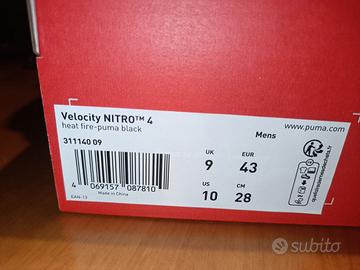 Velocity NITRO™ 4
heat fire-puma black
311140 09
Mens
www.puma.com
UK
EUR
9
43
US
CM
10
28
4 069157 087810
EAN-13
Made in China
subito